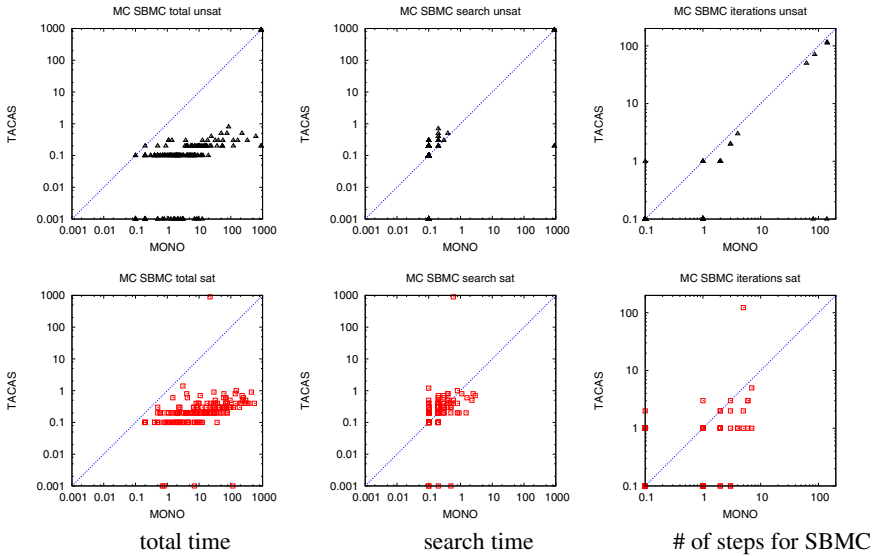 MC SBMC total unsat
1000
100
10
1
0.1
0.01
0.001
TACAS
0.001 0.01 0.1 1 10 100 1000
MONO
MC SBMC search unsat
1000
100
10
1
0.1
0.01
0.001
TACAS
0.001 0.01 0.1 1 10 100 1000
MONO
MC SBMC iterations unsat
100
10
1
0.1
TACAS
0.1 1 10 100
MONO
MC SBMC total sat
1000
100
10
1
0.1
0.01
0.001
TACAS
0.001 0.01 0.1 1 10 100 1000
MONO
total time
MC SBMC search sat
1000
100
10
1
0.1
0.01
0.001
TACAS
0.001 0.01 0.1 1 10 100 1000
MONO
search time
MC SBMC iterations sat
100
10
1
0.1
TACAS
0.1 1 10 100
MONO
# of steps for SBMC